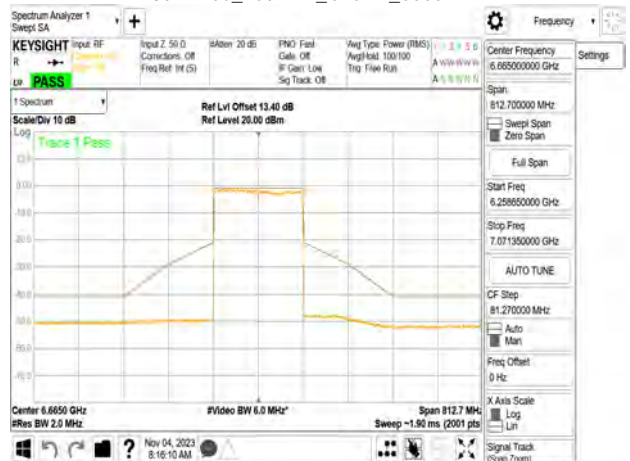 Spectrum Analyzer 1
Swept SA
Frequency
KEYSIGHT
Input: RF
Input Z: 50 Ω
Corrections: Off
Freq Ref: Int (S)
#Atten: 20 dB
PNO: Fast
Gate: Off
IF Gain: Low
Sig Track: Off
Avg Type: Power (RMS)
Avg|Hold: 100/100
Trig: Free Run
PASS
Center Frequency
6.665000000 GHz
Settings
Span
812.700000 MHz
Swept Span
Zero Span
Full Span
Start Freq
6.258650000 GHz
Stop Freq
7.071350000 GHz
AUTO TUNE
CF Step
81.270000 MHz
Auto
Man
Freq Offset
0 Hz
X Axis Scale
Log
Lin
Signal Track
(Span Zoom)
1 Spectrum
Scale/Div 10 dB
Log
Ref Lvl Offset 13.40 dB
Ref Level 20.00 dBm
Trace 1 Pass
Center 6.6650 GHz
#Res BW 2.0 MHz
#Video BW 6.0 MHz*
Span 812.7 MHz
Sweep ~1.90 ms (2001 pts)
Nov 04, 2023
8:16:10 AM